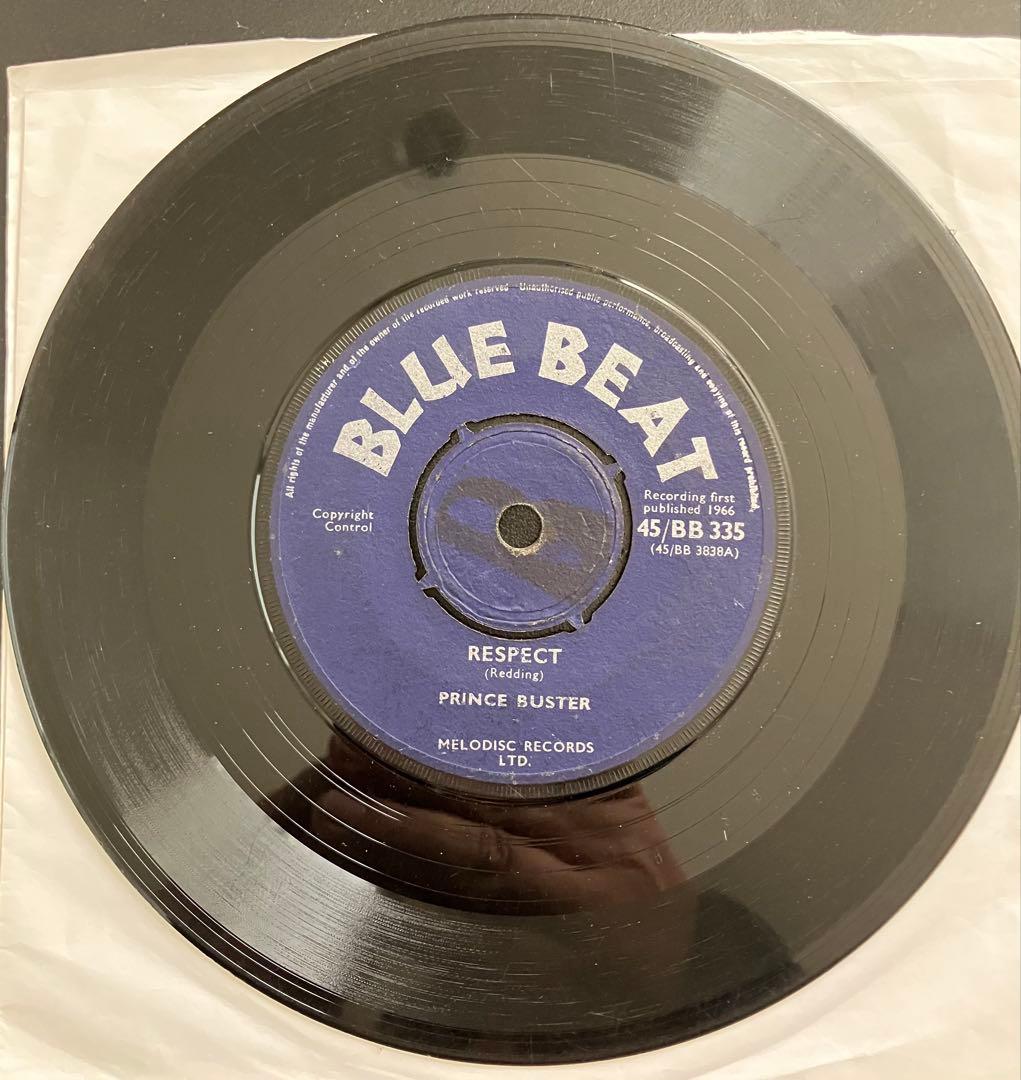 All rights of the manufacturer and of the owner of the recorded work reserved - Unauthorised public performance, broadcasting and copying of this record prohibited.
BLUE BEAT
Copyright
Control
Recording first
published 1966
45/BB 335
(45/BB 3838A)
RESPECT
(Redding)
PRINCE BUSTER
MELODISC RECORDS
LTD.